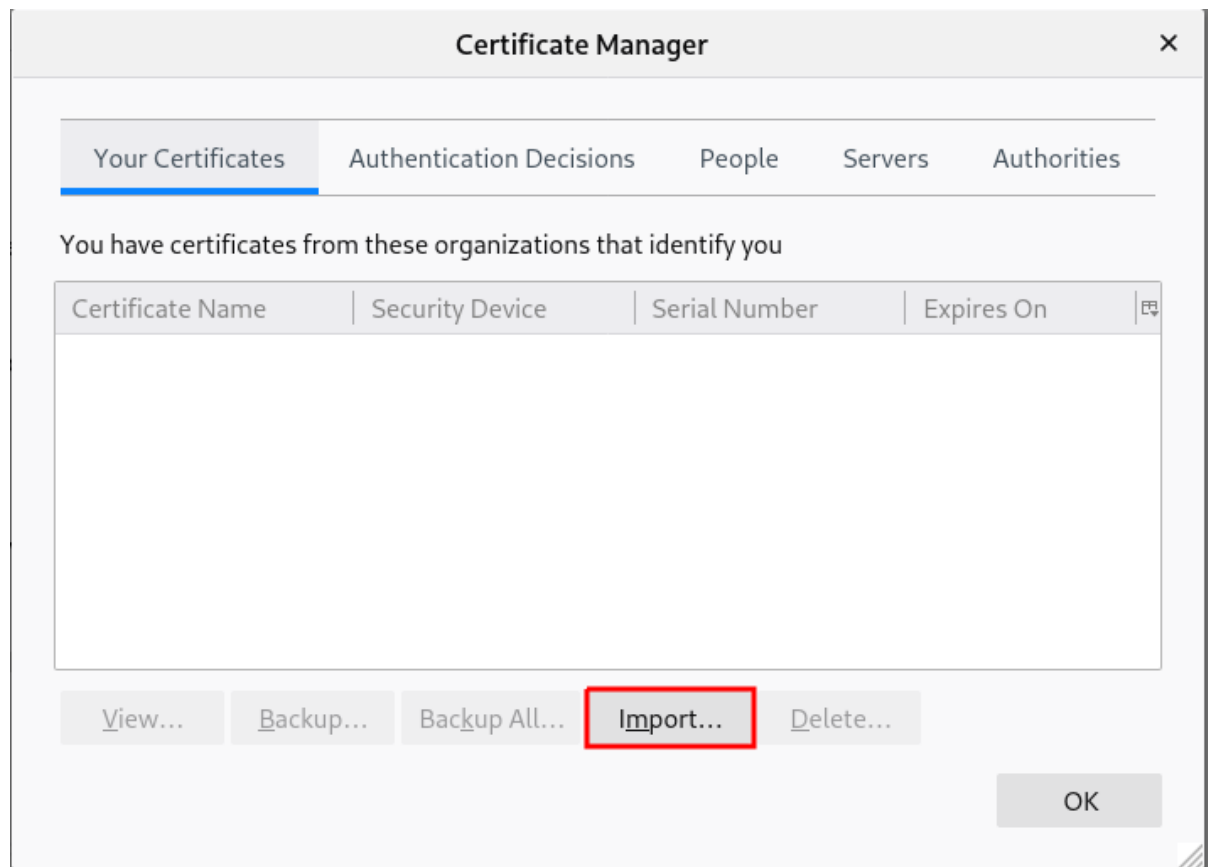 Certificate Manager
Your Certificates Authentication Decisions People Servers Authorities
You have certificates from these organizations that identify you
Certificate Name Security Device Serial Number Expires On
View… Backup… Backup All… Import… Delete…
OK